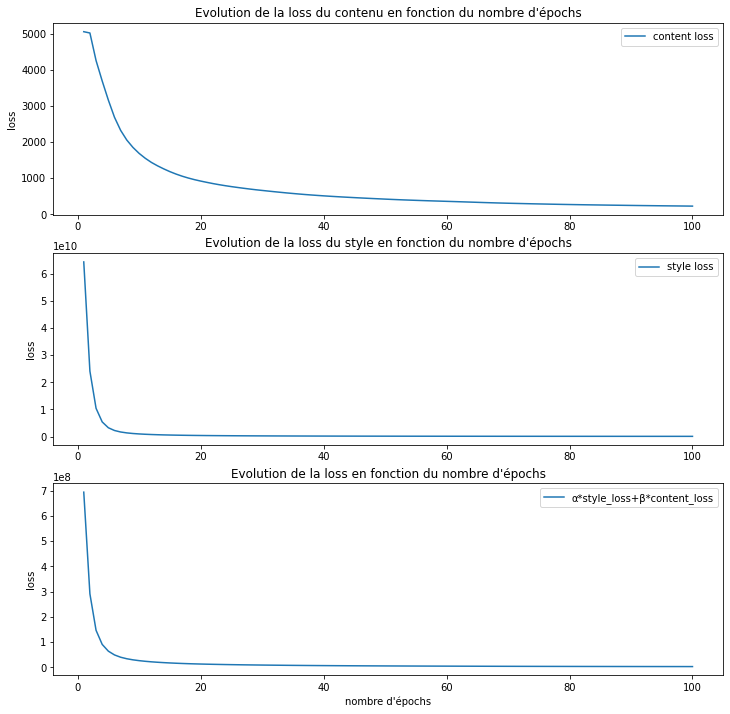 Evolution de la loss du contenu en fonction du nombre d'épochs
content loss
5000
4000
3000
2000
1000
0
loss
0 20 40 60 80 100
Evolution de la loss du style en fonction du nombre d'épochs
1e10
style loss
6
5
4
3
2
1
0
loss
0 20 40 60 80 100
Evolution de la loss en fonction du nombre d'épochs
1e8
α*style_loss+β*content_loss
7
6
5
4
3
2
1
0
loss
0 20 40 60 80 100
nombre d'épochs